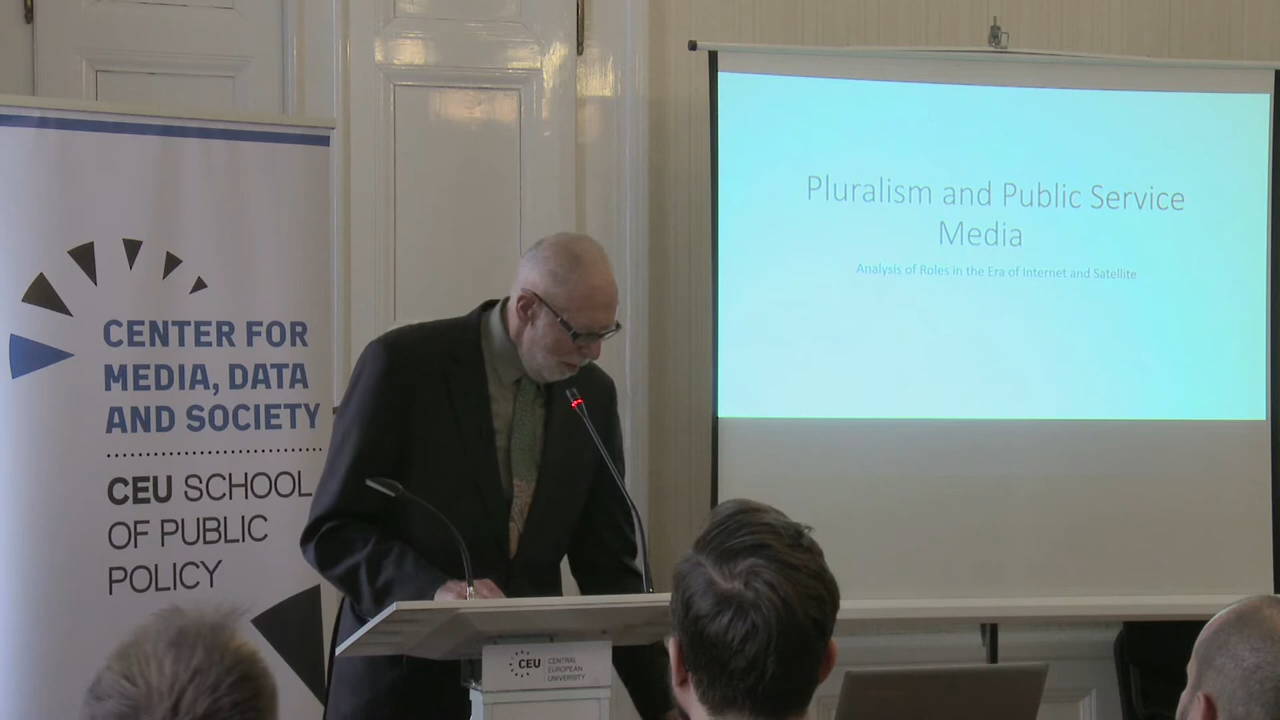 CENTER FOR
MEDIA, DATA
AND SOCIETY
CEU SCHOOL
OF PUBLIC
POLICY
Pluralism and Public Service
Media
Analysis of Roles in the Era of Internet and Satellite
CEU
CENTRAL
EUROPEAN
UNIVERSITY